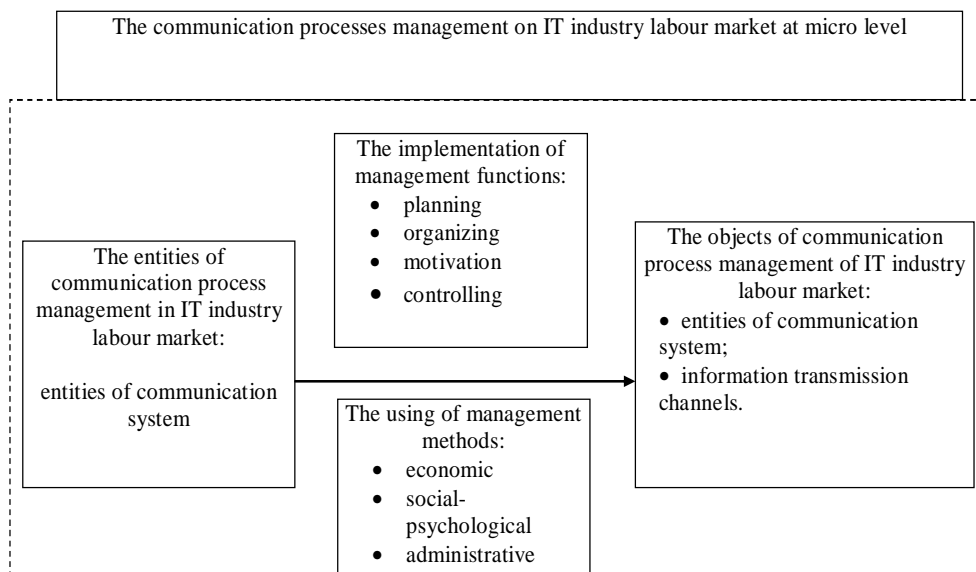 The communication processes management on IT industry labour market at micro level
The implementation of
management functions:
• planning
• organizing
• motivation
• controlling
The entities of
communication process
management in IT industry
labour market:
entities of communication
system
The objects of communication
process management of IT industry
labour market:
• entities of communication
system;
• information transmission
channels.
The using of management
methods:
• economic
• social-
psychological
• administrative